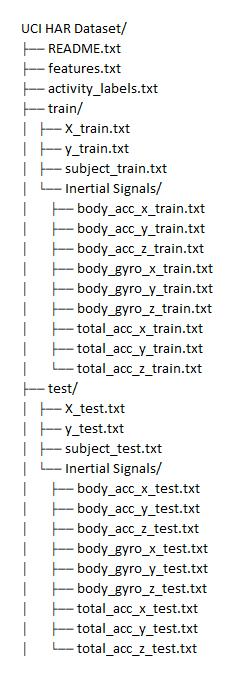 UCI HAR Dataset/
├── README.txt
├── features.txt
├── activity_labels.txt
├── train/
│   ├── X_train.txt
│   ├── y_train.txt
│   ├── subject_train.txt
│   └── Inertial Signals/
│       ├── body_acc_x_train.txt
│       ├── body_acc_y_train.txt
│       ├── body_acc_z_train.txt
│       ├── body_gyro_x_train.txt
│       ├── body_gyro_y_train.txt
│       ├── body_gyro_z_train.txt
│       ├── total_acc_x_train.txt
│       ├── total_acc_y_train.txt
│       └── total_acc_z_train.txt
├── test/
│   ├── X_test.txt
│   ├── y_test.txt
│   ├── subject_test.txt
│   └── Inertial Signals/
│       ├── body_acc_x_test.txt
│       ├── body_acc_y_test.txt
│       ├── body_acc_z_test.txt
│       ├── body_gyro_x_test.txt
│       ├── body_gyro_y_test.txt
│       ├── body_gyro_z_test.txt
│       ├── total_acc_x_test.txt
│       ├── total_acc_y_test.txt
│       └── total_acc_z_test.txt